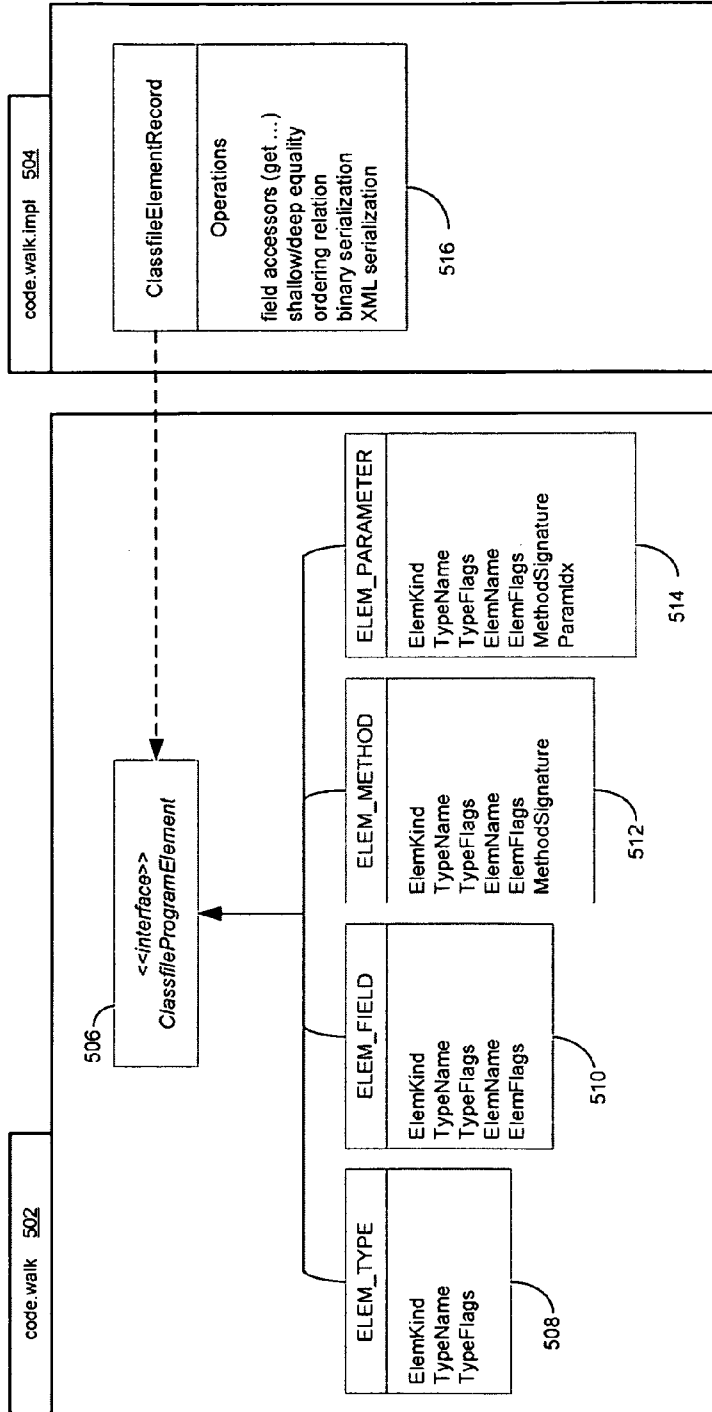 code.walk 502
506
<<interface>>
ClassfileProgramElement
ELEM_TYPE
ElemKind
TypeName
TypeFlags
508
ELEM_FIELD
ElemKind
TypeName
TypeFlags
ElemName
ElemFlags
510
ELEM_METHOD
ElemKind
TypeName
TypeFlags
ElemName
ElemFlags
MethodSignature
512
ELEM_PARAMETER
ElemKind
TypeName
TypeFlags
ElemName
ElemFlags
MethodSignature
ParamIdx
514
code.walk.impl 504
ClassfileElementRecord
Operations
field accessors (get ...)
shallow/deep equality
ordering relation
binary serialization
XML serialization
516